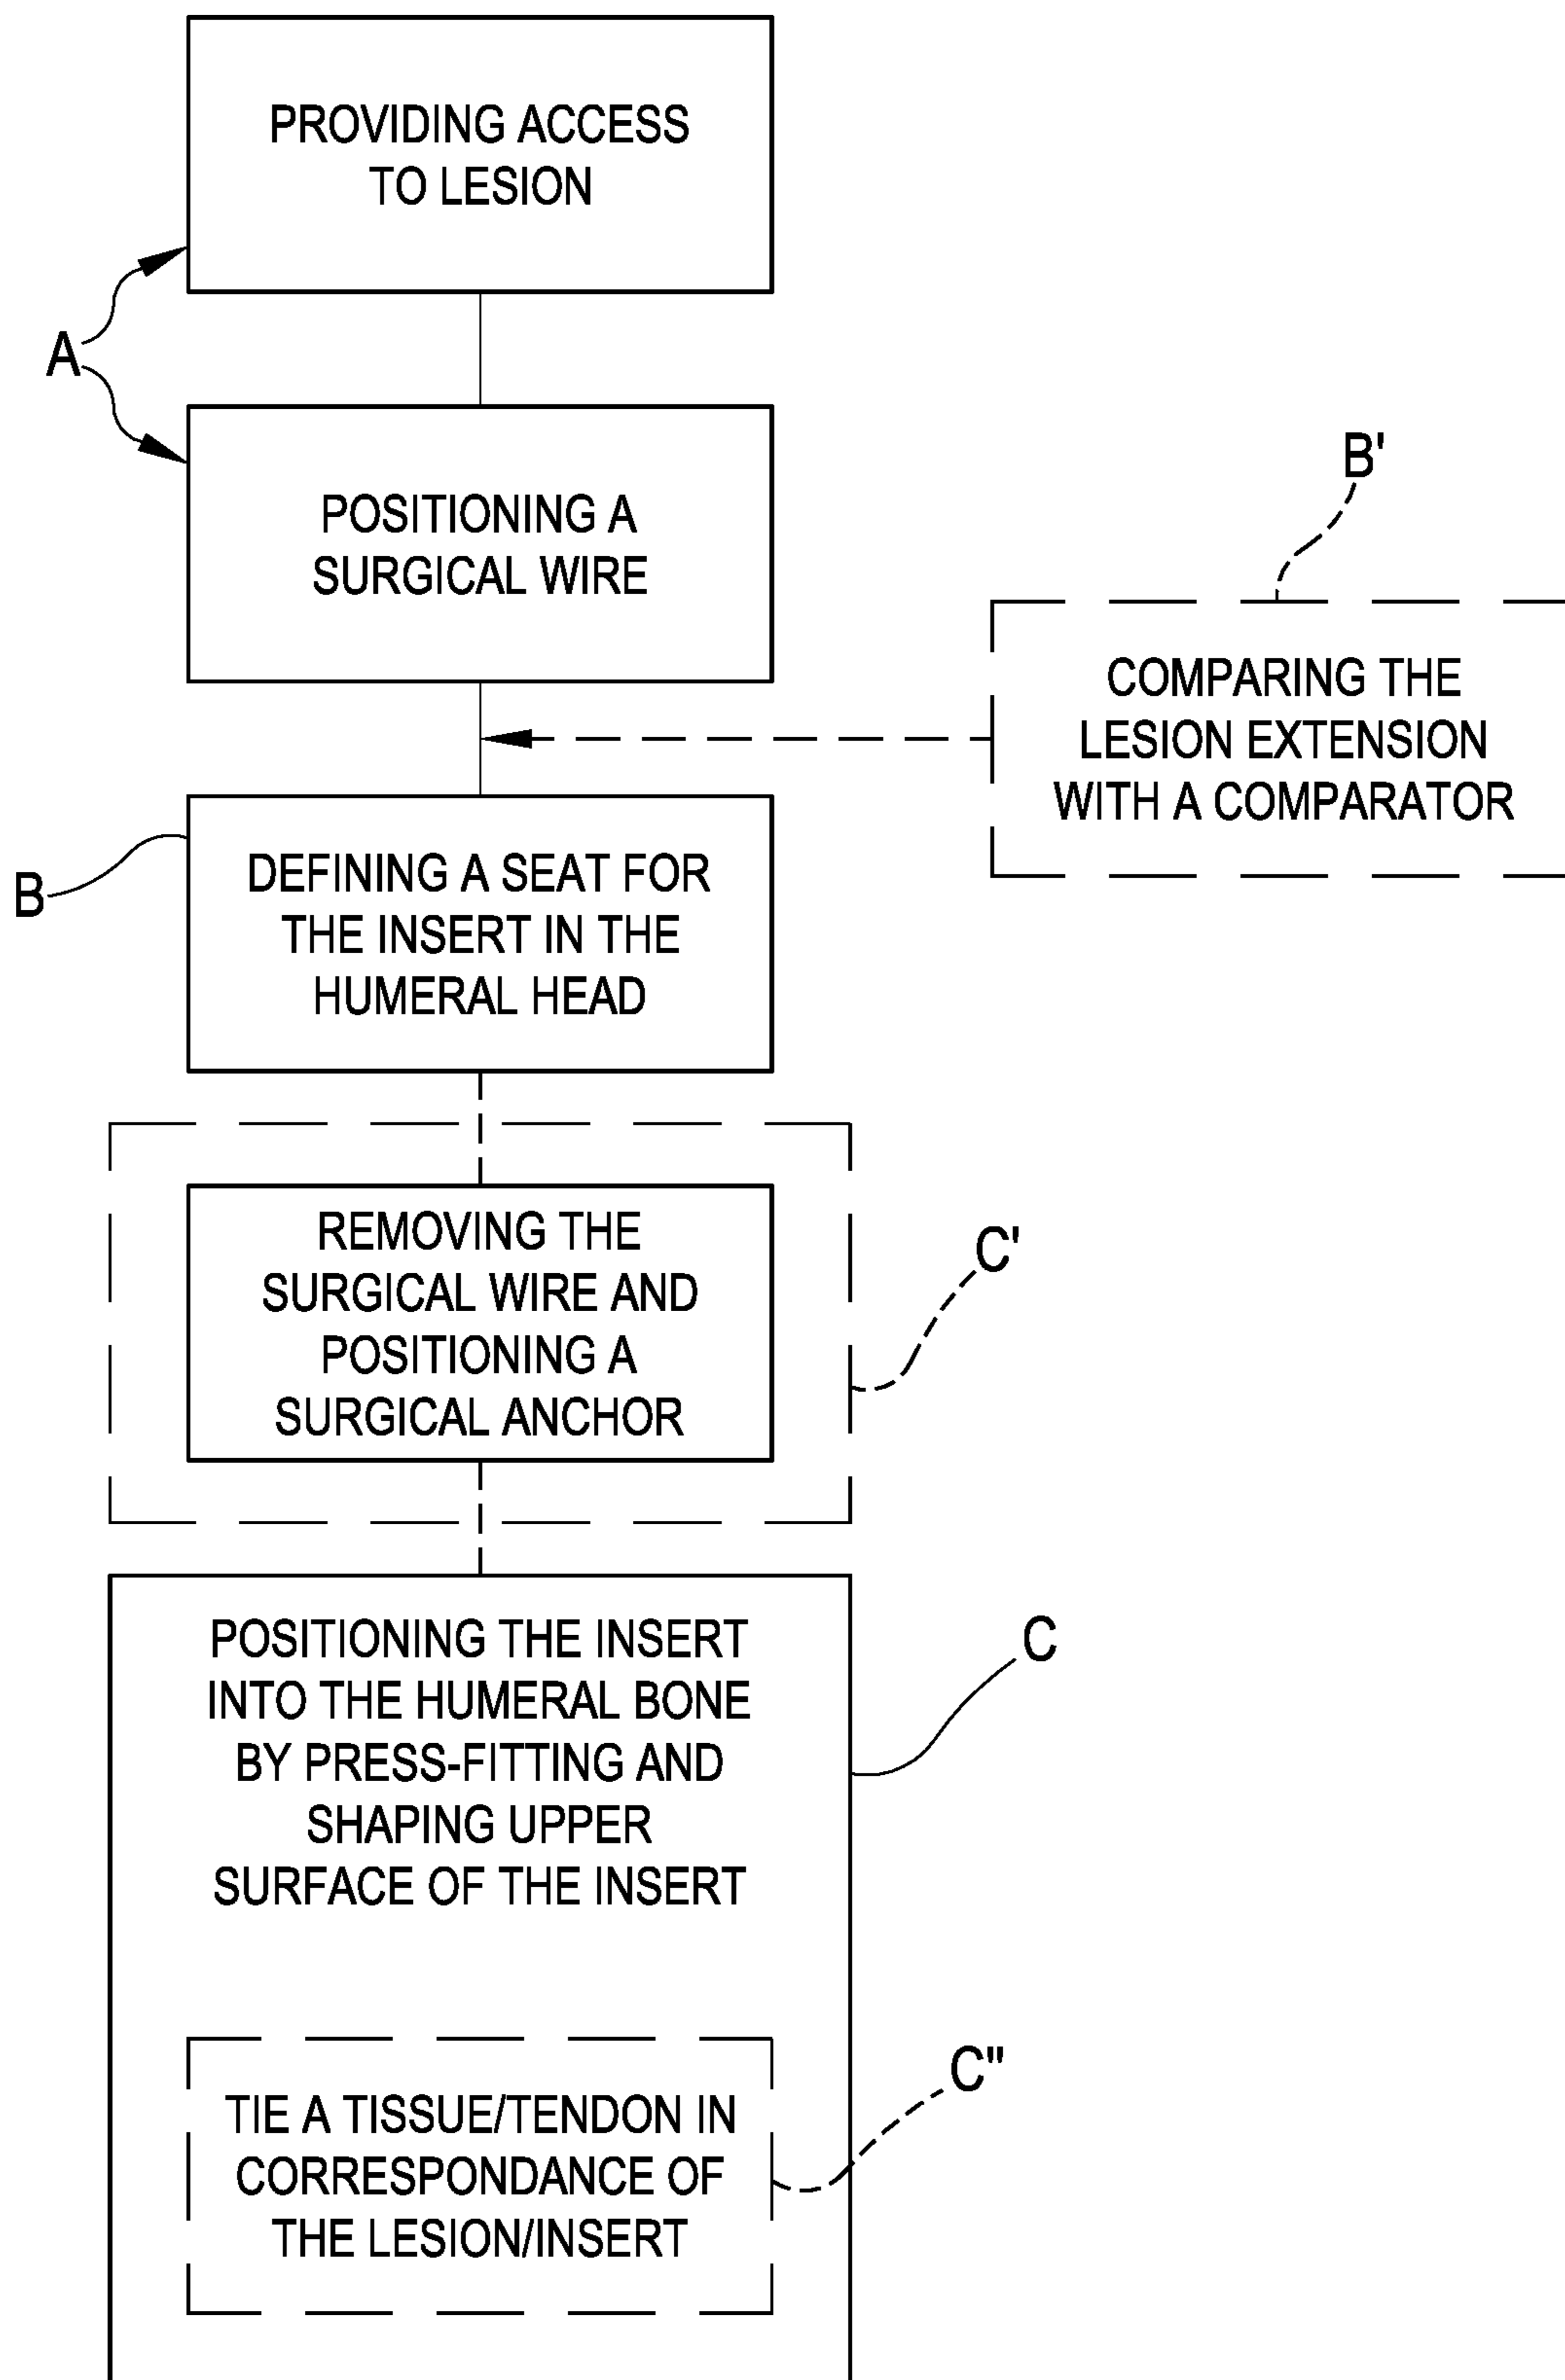 PROVIDING ACCESS
TO LESION
A
POSITIONING A
SURGICAL WIRE
B'
COMPARING THE
LESION EXTENSION
WITH A COMPARATOR
B
DEFINING A SEAT FOR
THE INSERT IN THE
HUMERAL HEAD
REMOVING THE
SURGICAL WIRE AND
POSITIONING A
SURGICAL ANCHOR
C'
POSITIONING THE INSERT
INTO THE HUMERAL BONE
BY PRESS-FITTING AND
SHAPING UPPER
SURFACE OF THE INSERT
C
TIE A TISSUE/TENDON IN
CORRESPONDANCE OF
THE LESION/INSERT
C"